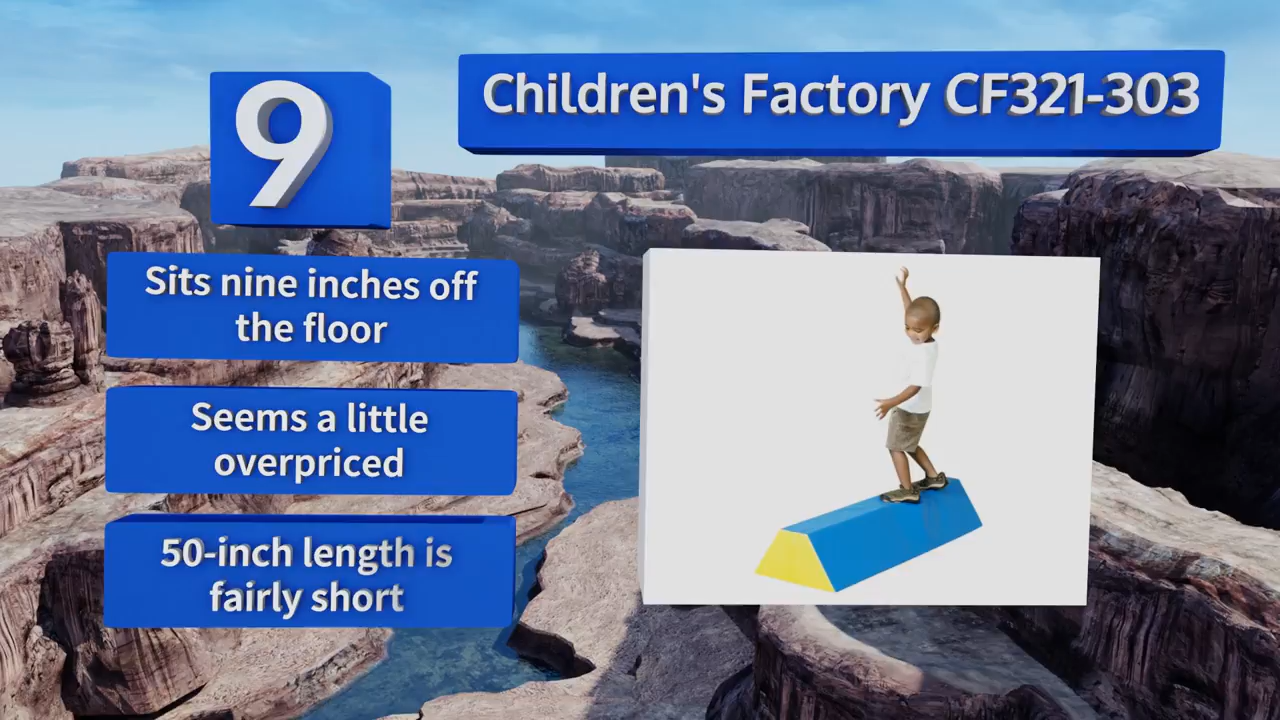 9
Children's Factory CF321-303
Sits nine inches off
the floor
Seems a little
overpriced
50-inch length is
fairly short